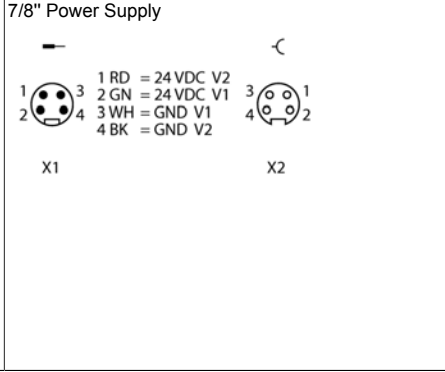 7/8" Power Supply
1 RD = 24 VDC V2
2 GN = 24 VDC V1
3 WH = GND V1
4 BK = GND V2
1 3
2 4
3 1
4 2
X1 X2